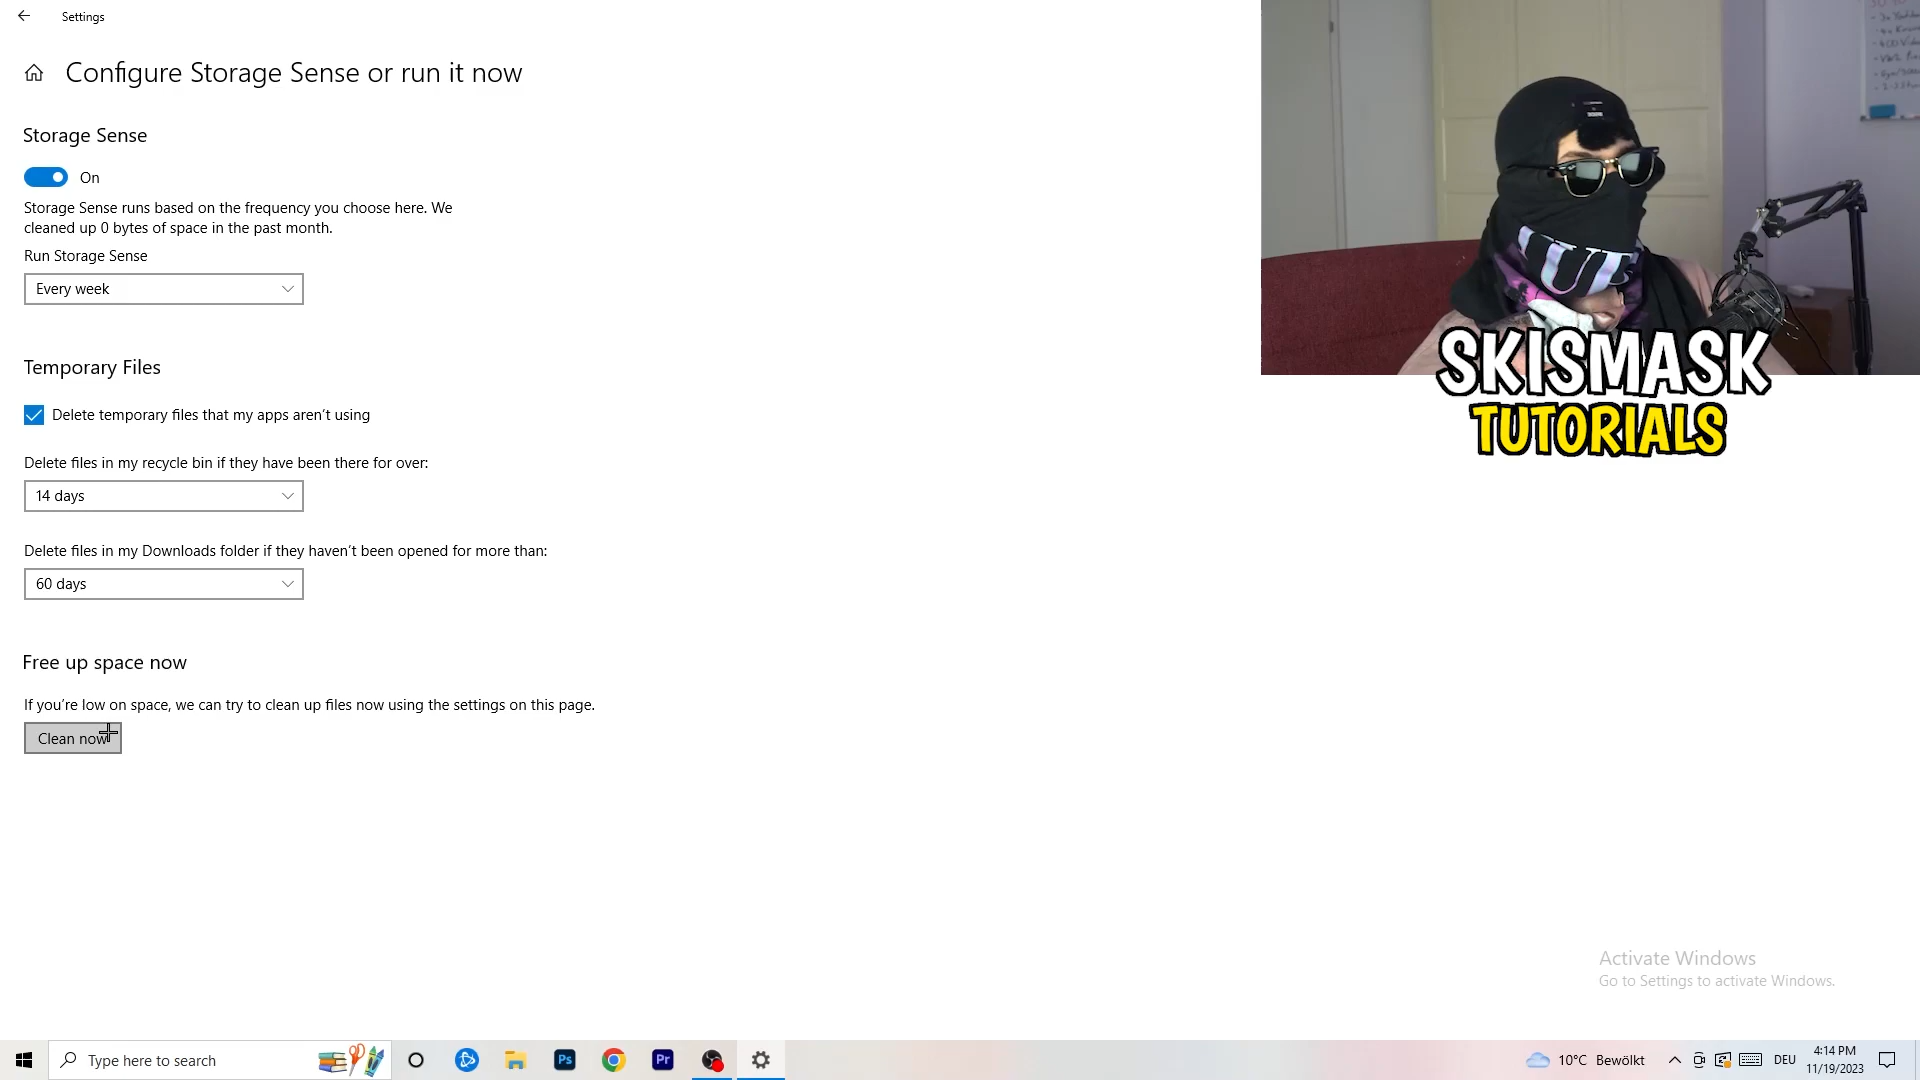 Settings
Configure Storage Sense or run it now
Storage Sense
On
Storage Sense runs based on the frequency you choose here. We
cleaned up 0 bytes of space in the past month.
Run Storage Sense
Every week
Temporary Files
Delete temporary files that my apps aren't using
Delete files in my recycle bin if they have been there for over:
14 days
Delete files in my Downloads folder if they haven't been opened for more than:
60 days
Free up space now
If you're low on space, we can try to clean up files now using the settings on this page.
Clean now
SKISMASK
TUTORIALS
Activate Windows
Go to Settings to activate Windows.
Type here to search
Ps
Pr
10°C Bewölkt
DEU
4:14 PM
11/19/2023